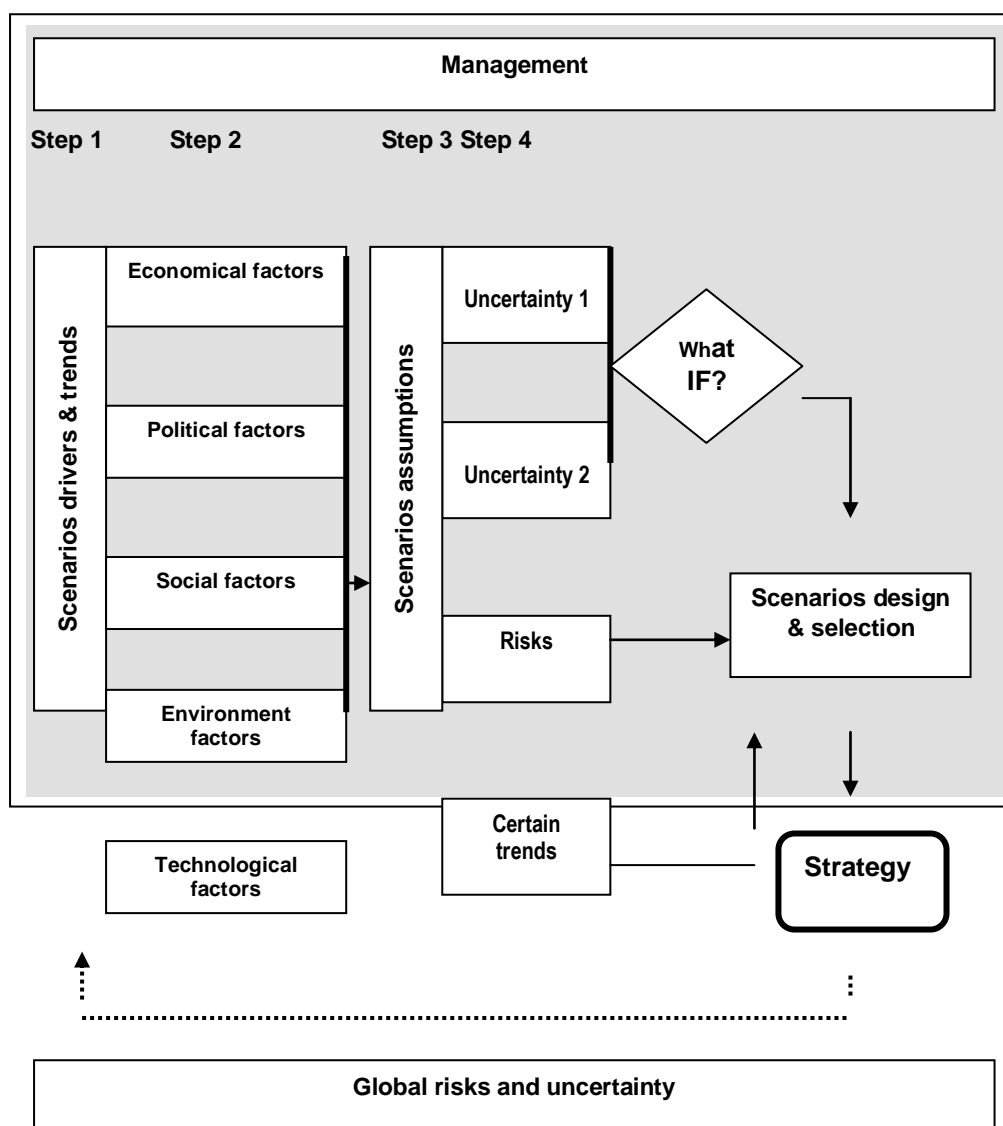 Management
Step 1 Step 2 Step 3 Step 4
Scenarios drivers & trends
Economical factors
Political factors
Social factors
Environment
factors
Technological
factors
Scenarios assumptions
Uncertainty 1
Uncertainty 2
Risks
Certain
trends
What
IF?
Scenarios design
& selection
Strategy
Global risks and uncertainty